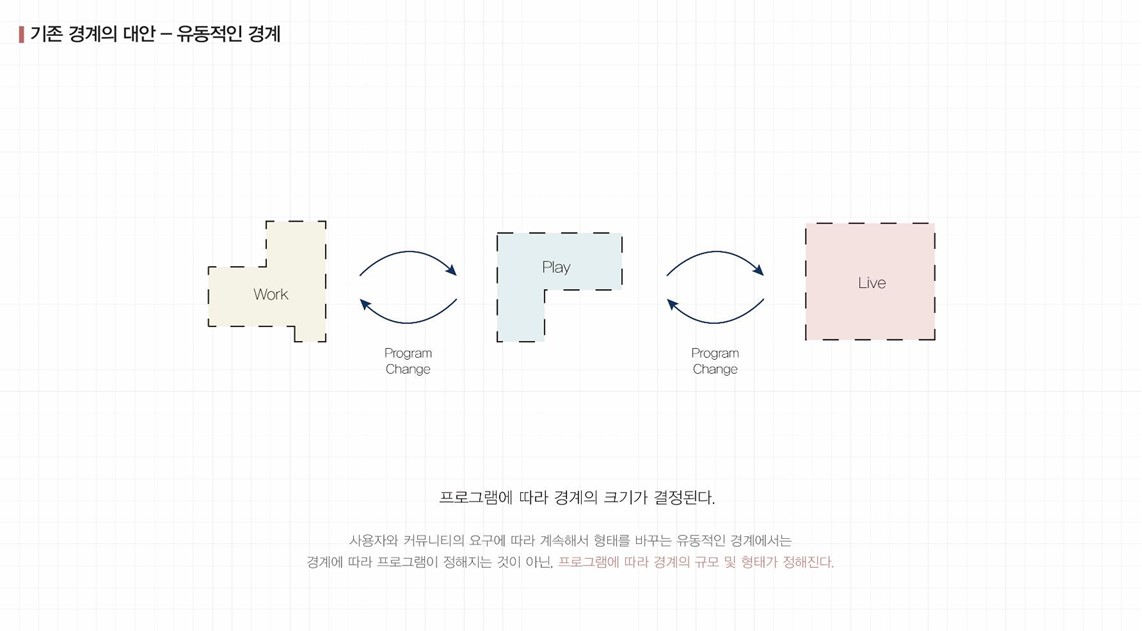 기존 경계의 대안 – 유동적인 경계
Work
Play
Live
Program
Change
Program
Change
프로그램에 따라 경계의 크기가 결정된다.
사용자와 커뮤니티의 요구에 따라 계속해서 형태를 바꾸는 유동적인 경계에서는
경계에 따라 프로그램이 정해지는 것이 아닌, 프로그램에 따라 경계의 규모 및 형태가 정해진다.